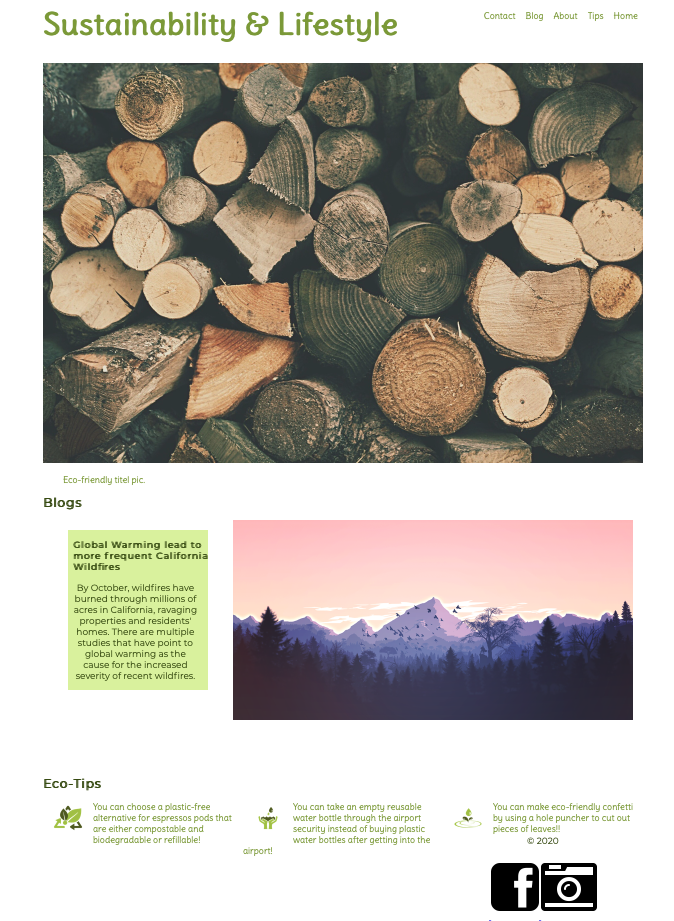 Sustainability & Lifestyle
Contact Blog About Tips Home
Eco-friendly titel pic.
Blogs
Global Warming lead to
more frequent California
Wildfires
By October, wildfires have
burned through millions of
acres in California, ravaging
properties and residents'
homes. There are multiple
studies that have point to
global warming as the
cause for the increased
severity of recent wildfires.
Eco-Tips
You can choose a plastic-free
alternative for espressos pods that
are either compostable and
biodegradable or refillable!
You can take an empty reusable
water bottle through the airport
security instead of buying plastic
water bottles after getting into the
airport!
You can make eco-friendly confetti
by using a hole puncher to cut out
pieces of leaves!!
© 2020